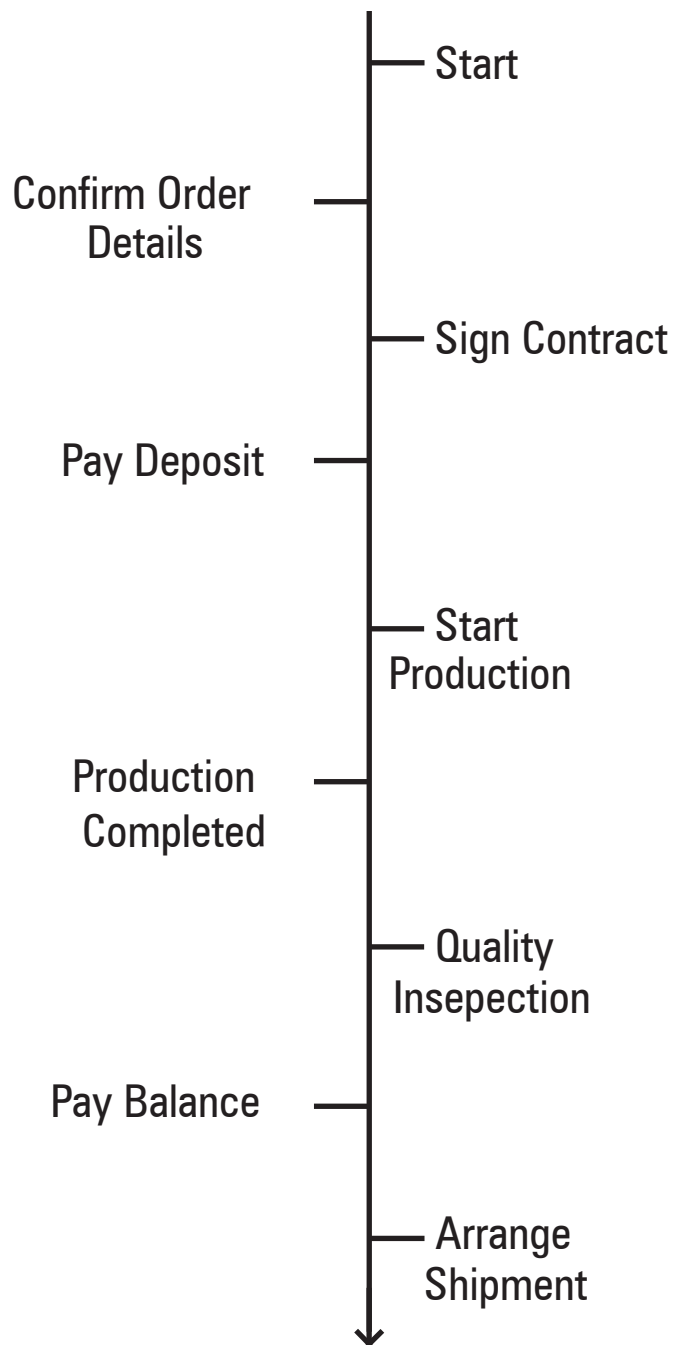 Start
Confirm Order
Details
Sign Contract
Pay Deposit
Start
Production
Production
Completed
Quality
Insepection
Pay Balance
Arrange
Shipment